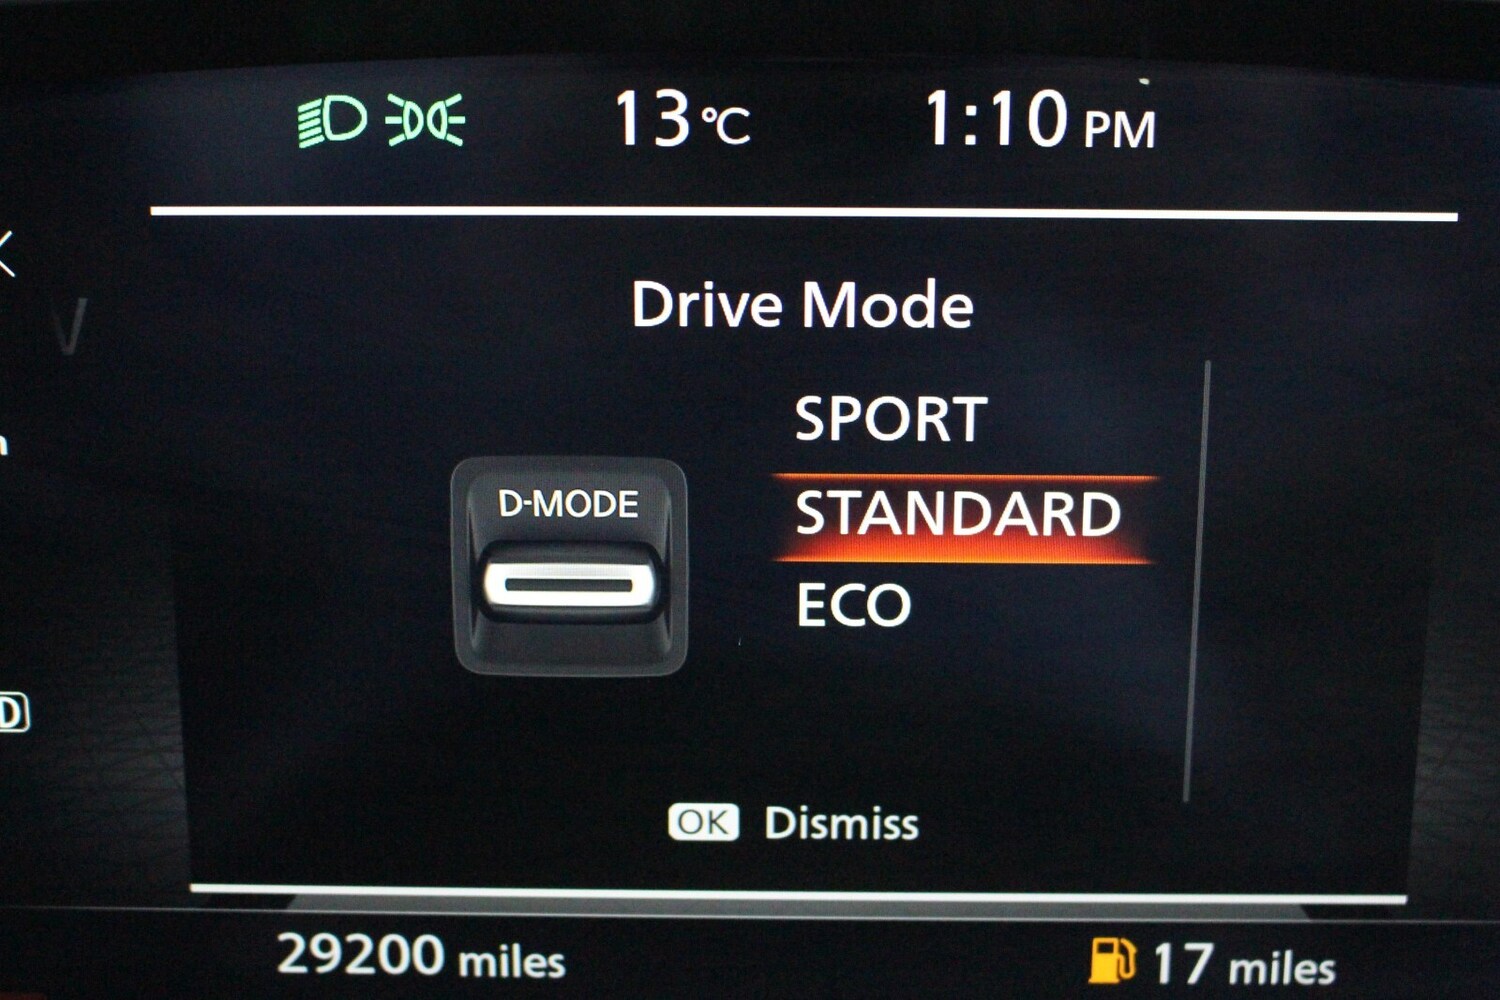 13 °C
1:10 PM
Drive Mode
SPORT
D-MODE
STANDARD
ECO
OK Dismiss
29200 miles
17 miles